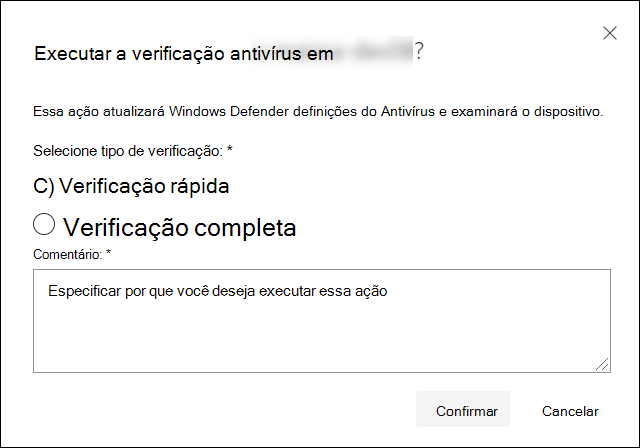 Executar a verificação antivírus em ?
Essa ação atualizará Windows Defender definições do Antivírus e examinará o dispositivo.
Selecione tipo de verificação: *
C) Verificação rápida
Verificação completa
Comentário: *
Especificar por que você deseja executar essa ação
Confirmar Cancelar